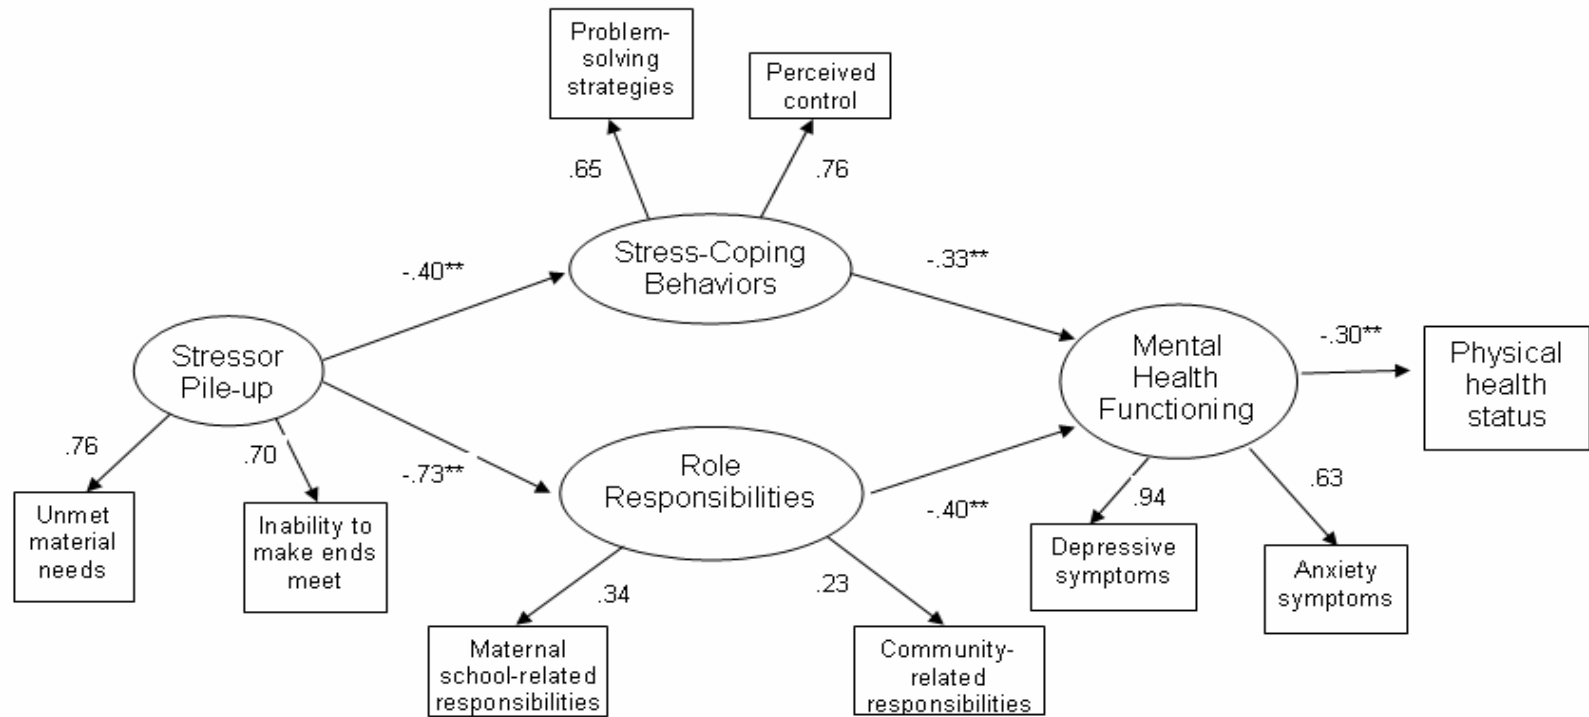 Problem-
solving
strategies
Perceived
control
.65
.76
Stress-Coping
Behaviors
-.40**
-.33**
Stressor
Pile-up
Mental
Health
Functioning
-.30**
Physical
health
status
.76
.70
-.73**
Role
Responsibilities
-.40**
.94
.63
Unmet
material
needs
Inability to
make ends
meet
.34
.23
Depressive
symptoms
Anxiety
symptoms
Maternal
school-related
responsibilities
Community-
related
responsibilities